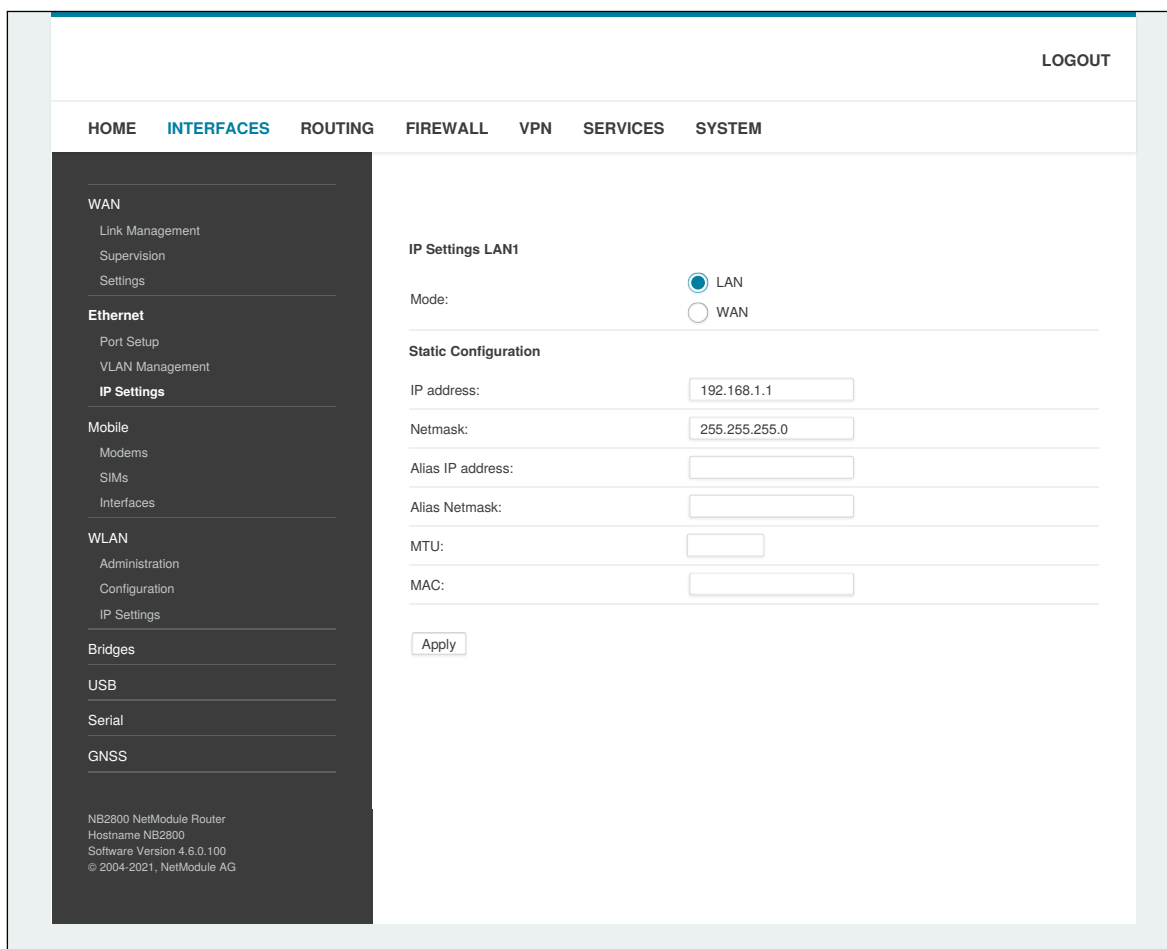 LOGOUT
HOME INTERFACES ROUTING FIREWALL VPN SERVICES SYSTEM
WAN
Link Management
Supervision
Settings
Ethernet
Port Setup
VLAN Management
IP Settings
Mobile
Modems
SIMs
Interfaces
WLAN
Administration
Configuration
IP Settings
Bridges
USB
Serial
GNSS
NB2800 NetModule Router
Hostname NB2800
Software Version 4.6.0.100
© 2004-2021, NetModule AG
IP Settings LAN1
Mode:
LAN
WAN
Static Configuration
IP address: 192.168.1.1
Netmask: 255.255.255.0
Alias IP address:
Alias Netmask:
MTU:
MAC:
Apply